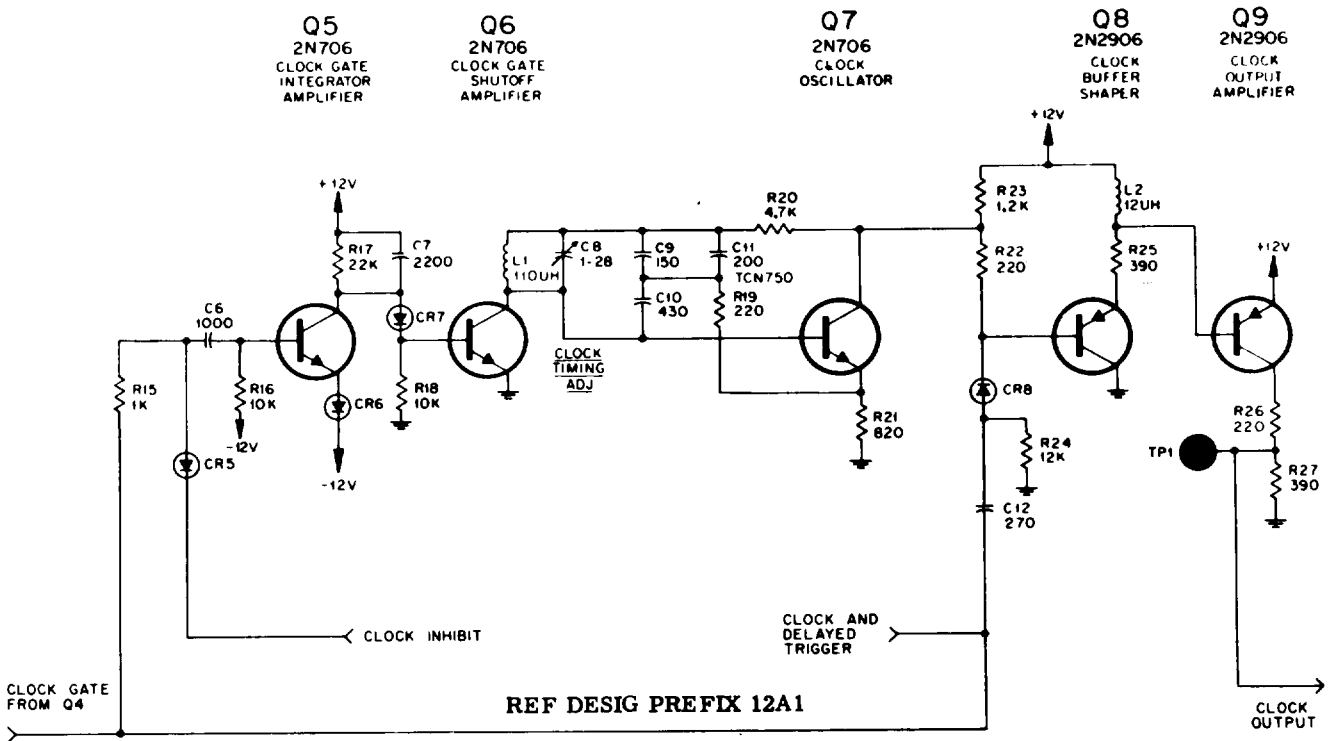 Q5
2N706
CLOCK GATE
INTEGRATOR
AMPLIFIER
Q6
2N706
CLOCK GATE
SHUTOFF
AMPLIFIER
Q7
2N706
CLOCK
OSCILLATOR
Q8
2N2906
CLOCK
BUFFER
SHAPER
Q9
2N2906
CLOCK
OUTPUT
AMPLIFIER
+12V
+12V
R17
22K
C7
2200
C6
1000
CR7
R15
1K
R16
10K
-12V
CR5
CR6
-12V
R18
10K
L1
110UH
C8
1-28
C9
150
C11
200
TCN750
C10
430
R19
220
R20
4.7K
CLOCK
TIMING
ADJ
R21
820
R23
1.2K
L2
12UH
R22
220
R25
390
+12V
CR8
R24
12K
C12
270
R26
220
TP1
R27
390
CLOCK INHIBIT
CLOCK AND
DELAYED
TRIGGER
CLOCK GATE
FROM Q4
REF DESIG PREFIX 12A1
CLOCK
OUTPUT